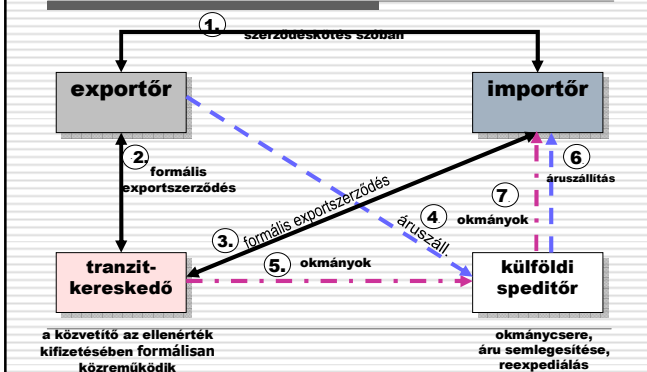 1.
szerződéskötés szóban
exportőr
importőr
2.
formális
exportszerződés
6
áruszállítás
7
okmányok
3.
formális exportszerződés
4
áruszáll.
5.
okmányok
tranzit-
kereskedő
külföldi
speditőr
a közvetítő az ellenérték
kifizetésében formálisan
közreműködik
okmánycsere,
áru semlegesítése,
reexpediálás